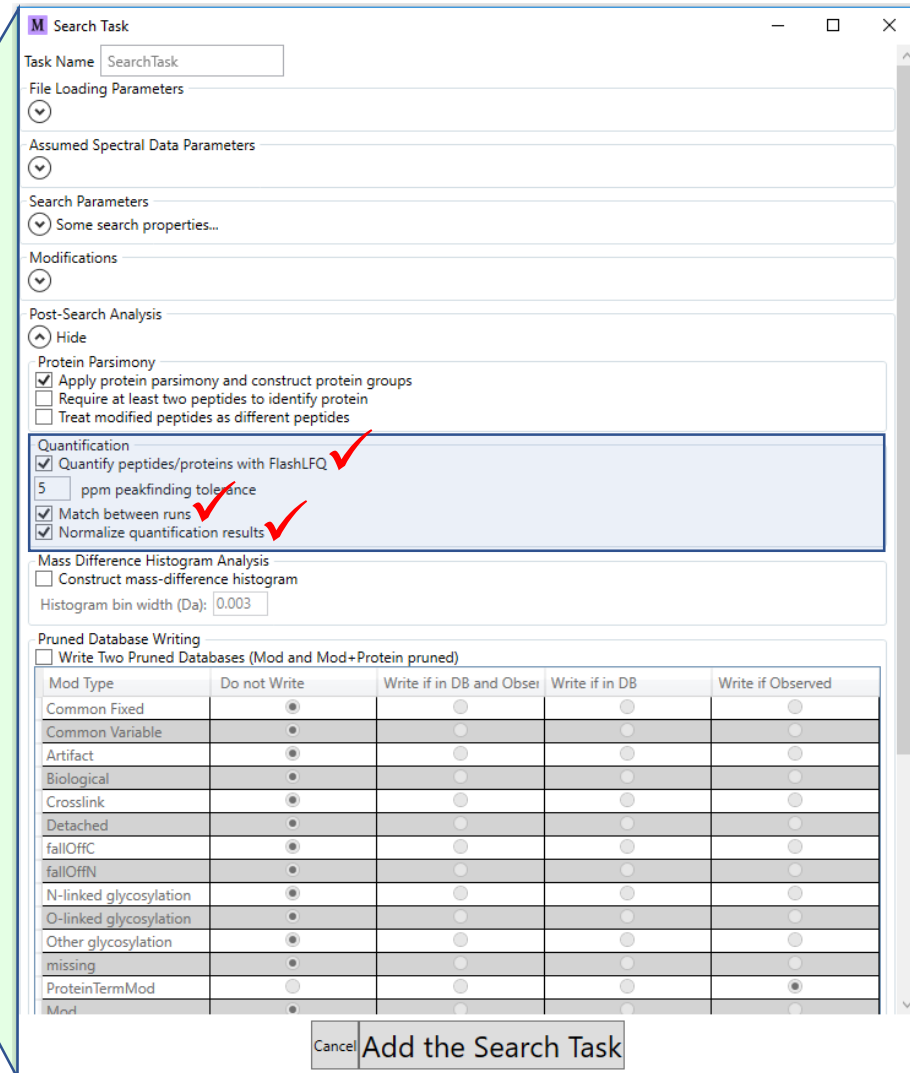 M Search Task
Task Name SearchTask
File Loading Parameters
Assumed Spectral Data Parameters
Search Parameters
Some search properties...
Modifications
Post-Search Analysis
Hide
Protein Parsimony
Apply protein parsimony and construct protein groups
Require at least two peptides to identify protein
Treat modified peptides as different peptides
Quantification
Quantify peptides/proteins with FlashLFQ
5 ppm peakfinding tolerance
Match between runs
Normalize quantification results
Mass Difference Histogram Analysis
Construct mass-difference histogram
Histogram bin width (Da): 0.003
Pruned Database Writing
Write Two Pruned Databases (Mod and Mod+Protein pruned)
Mod Type Do not Write Write if in DB and Obser Write if in DB Write if Observed
Common Fixed
Common Variable
Artifact
Biological
Crosslink
Detached
fallOffC
fallOffN
N-linked glycosylation
O-linked glycosylation
Other glycosylation
missing
ProteinTermMod
Mod
Cancel Add the Search Task